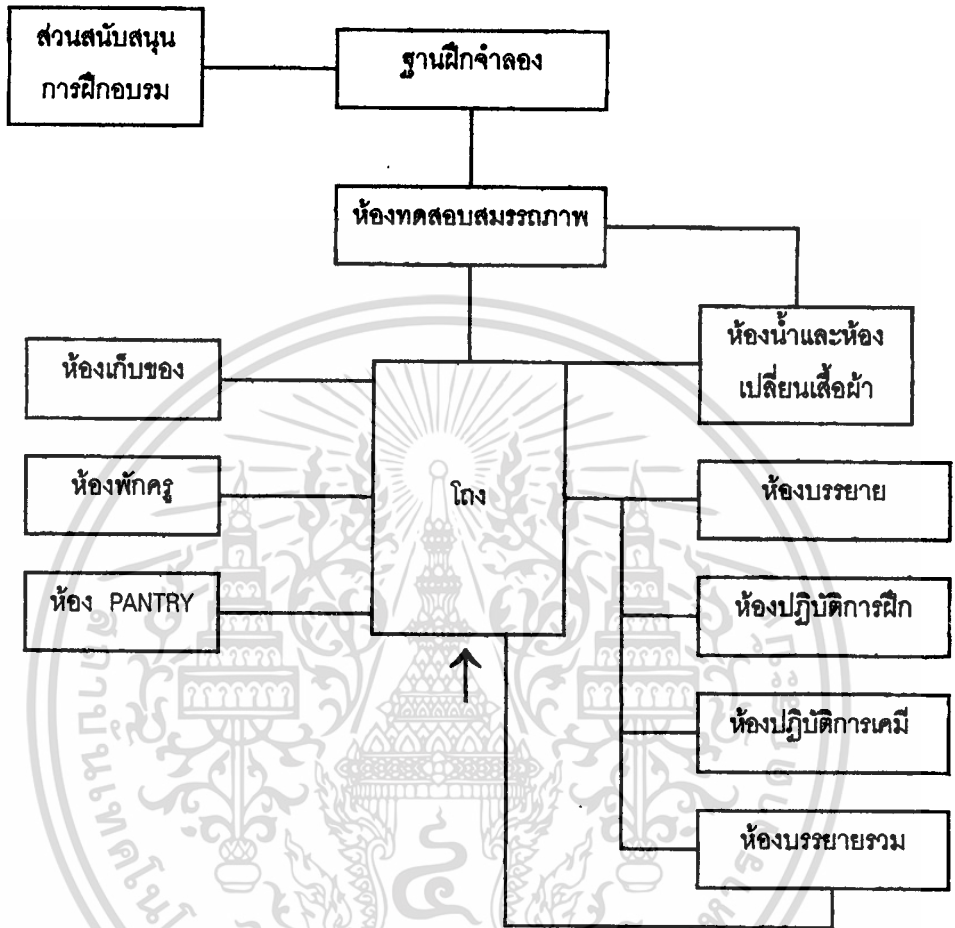 ส่วนสนับสนุน
การฝึกอบรม
ฐานฝึกจำลอง
ห้องทดสอบสมรรถภาพ
ห้องน้ำและห้อง
เปลี่ยนเสื้อผ้า
ห้องเก็บของ
ห้องพักครู
โถง
ห้องบรรยาย
ห้อง PANTRY
ห้องปฏิบัติการฝึก
ห้องปฏิบัติการเคมี
ห้องบรรยายรวม